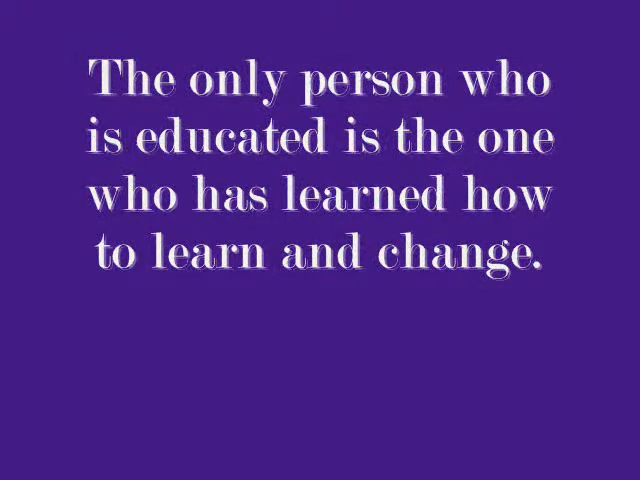 The only person who
is educated is the one
who has learned how
to learn and change.